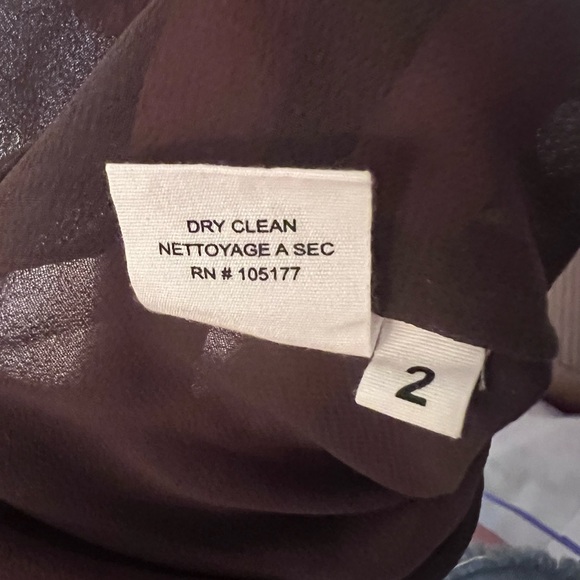 DRY CLEAN
NETTOYAGE A SEC
RN # 105177
2